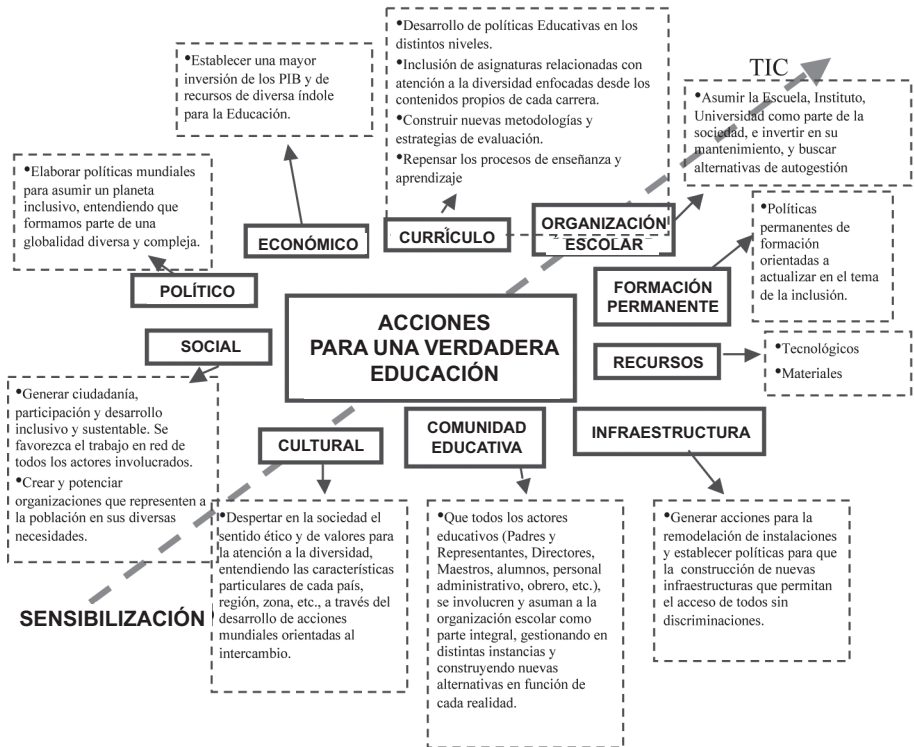 •Desarrollo de políticas Educativas en los
distintos niveles.
•Inclusión de asignaturas relacionadas con
atención a la diversidad enfocadas desde los
contenidos propios de cada carrera.
•Construir nuevas metodologías y
estrategias de evaluación.
•Repensar los procesos de enseñanza y
aprendizaje
•Establecer una mayor
inversión de los PIB y de
recursos de diversa índole
para la Educación.
TIC
•Asumir la Escuela, Instituto,
Universidad como parte de la
sociedad, e invertir en su
mantenimiento, y buscar
alternativas de autogestión
•Elaborar políticas mundiales
para asumir un planeta
inclusivo, entendiendo que
formamos parte de una
globalidad diversa y compleja.
•Políticas
permanentes de
formación
orientadas a
actualizar en el tema
de la inclusión.
ECONÓMICO
CURRÍCULO
ORGANIZACIÓN
ESCOLAR
POLÍTICO
FORMACIÓN
PERMANENTE
ACCIONES
PARA UNA VERDADERA
EDUCACIÓN
SOCIAL
RECURSOS
•Tecnológicos
•Materiales
•Generar ciudadanía,
participación y desarrollo
inclusivo y sustentable. Se
favorezca el trabajo en red de
todos los actores involucrados.
•Crear y potenciar
organizaciones que representen a
la población en sus diversas
necesidades.
CULTURAL
COMUNIDAD
EDUCATIVA
INFRAESTRUCTURA
•Despertar en la sociedad el
sentido ético y de valores para
la atención a la diversidad,
entendiendo las características
particulares de cada país,
región, zona, etc., a través del
desarrollo de acciones
mundiales orientadas al
intercambio.
•Que todos los actores
educativos (Padres y
Representantes, Directores,
Maestros, alumnos, personal
administrativo, obrero, etc.),
se involucren y asuman a la
organización escolar como
parte integral, gestionando en
distintas instancias y
construyendo nuevas
alternativas en función de
cada realidad.
•Generar acciones para la
remodelación de instalaciones
y establecer políticas para que
la construcción de nuevas
infraestructuras que permitan
el acceso de todos sin
discriminaciones.
SENSIBILIZACIÓN